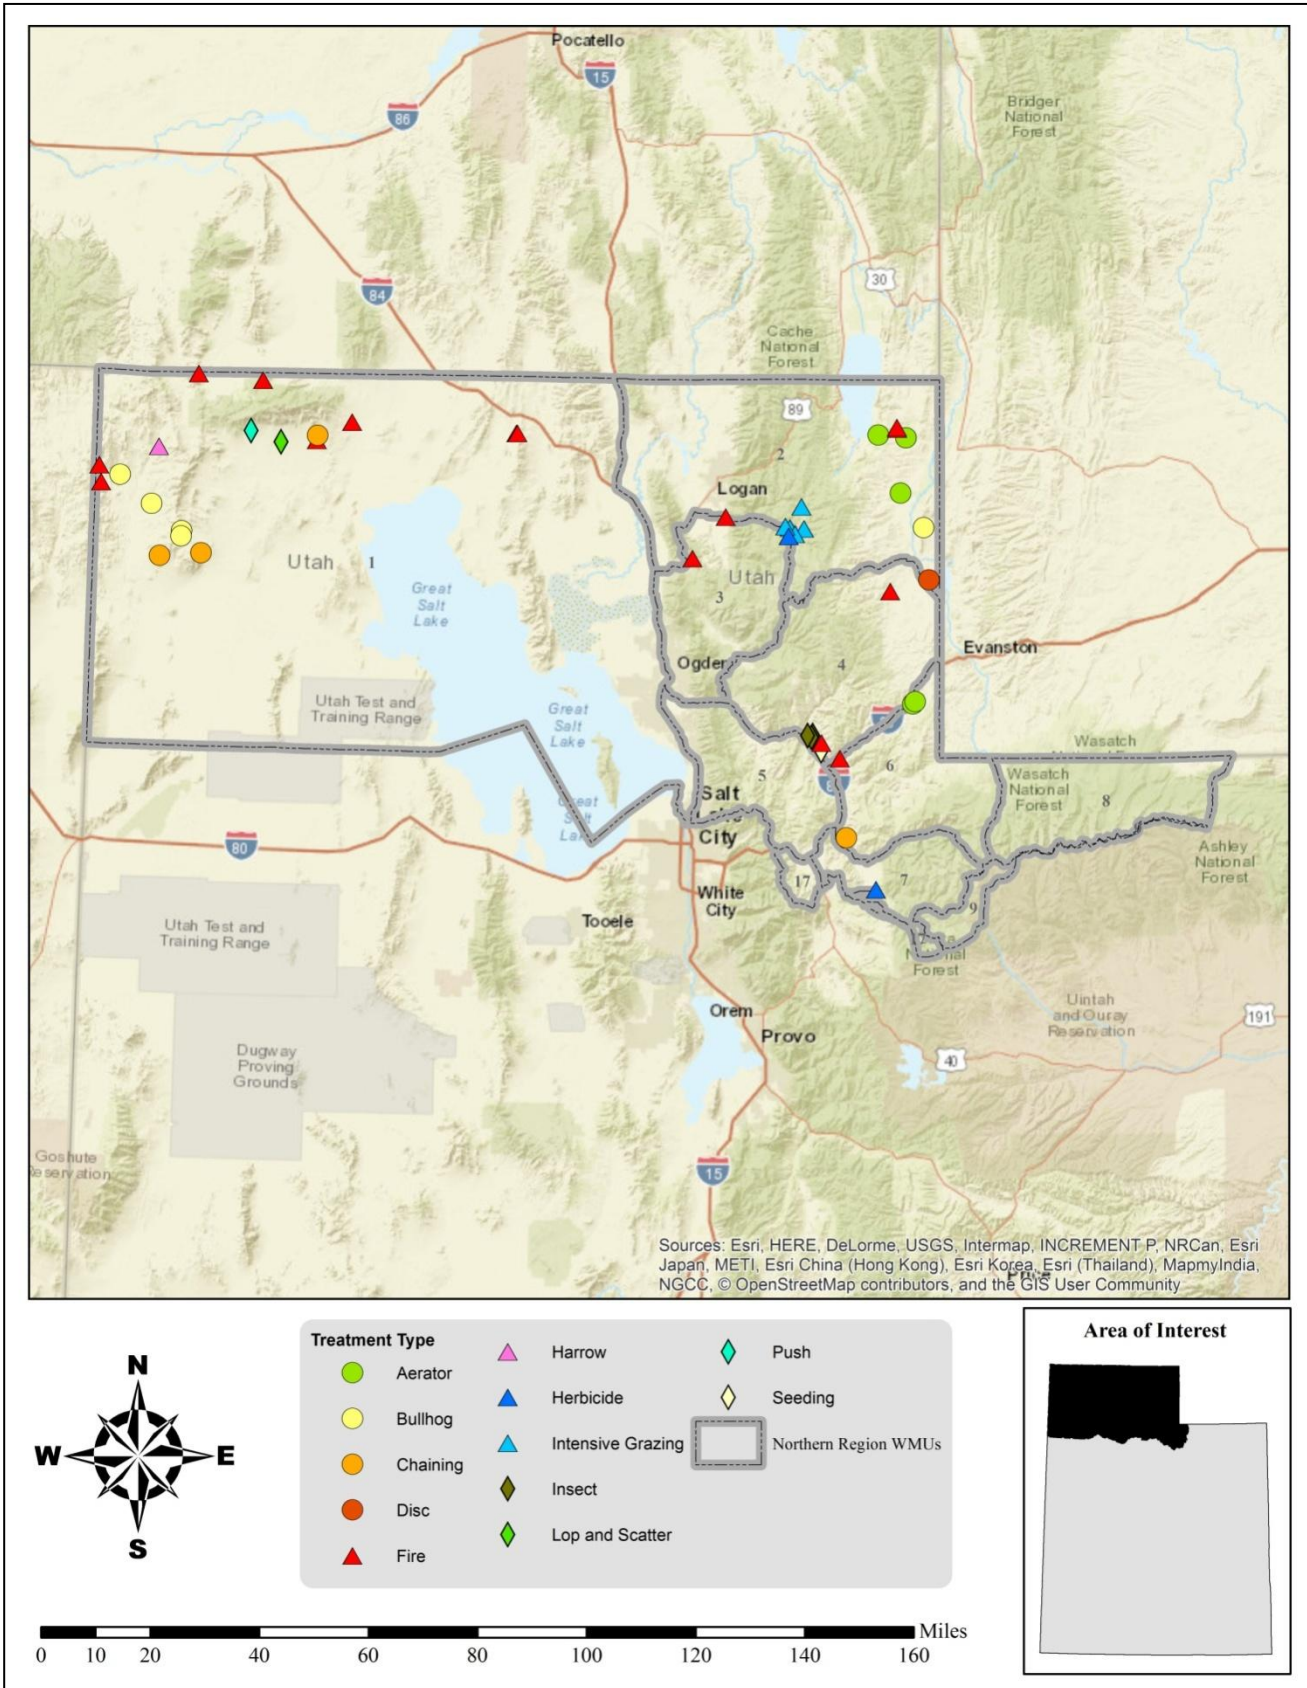 Pocatello
15
86
Bridger
National
Forest
84
30
Cache
National
Forest
89
2
Logan
Utah
1
Great
Salt
Lake
Utah
3
Ogden
4
Evanston
Utah Test and
Training Range
Great
Salt
Lake
Wasatch
5
6
Wasatch
National
Forest
8
Salt
Lake
City
Great
Salt
Lake
80
Ashley
National
Forest
17
7
White
City
9
Utah Test and
Training Range
Tooele
National
Forest
Orem
Uintah
and Ouray
Reservation
191
Provo
40
Dugway
Proving
Grounds
Goshute
Reservation
15
Sources: Esri, HERE, DeLorme, USGS, Intermap, INCREMENT P, NRCan, Esri
Japan, METI, Esri China (Hong Kong), Esri Korea, Esri (Thailand), MapmyIndia,
NGCC, © OpenStreetMap contributors, and the GIS User Community
Price
N
W
E
S
Treatment Type
Aerator
Bullhog
Chaining
Disc
Fire
Harrow
Herbicide
Intensive Grazing
Insect
Lop and Scatter
Push
Seeding
Northern Region WMUs
Area of Interest
Miles
0 10 20 40 60 80 100 120 140 160